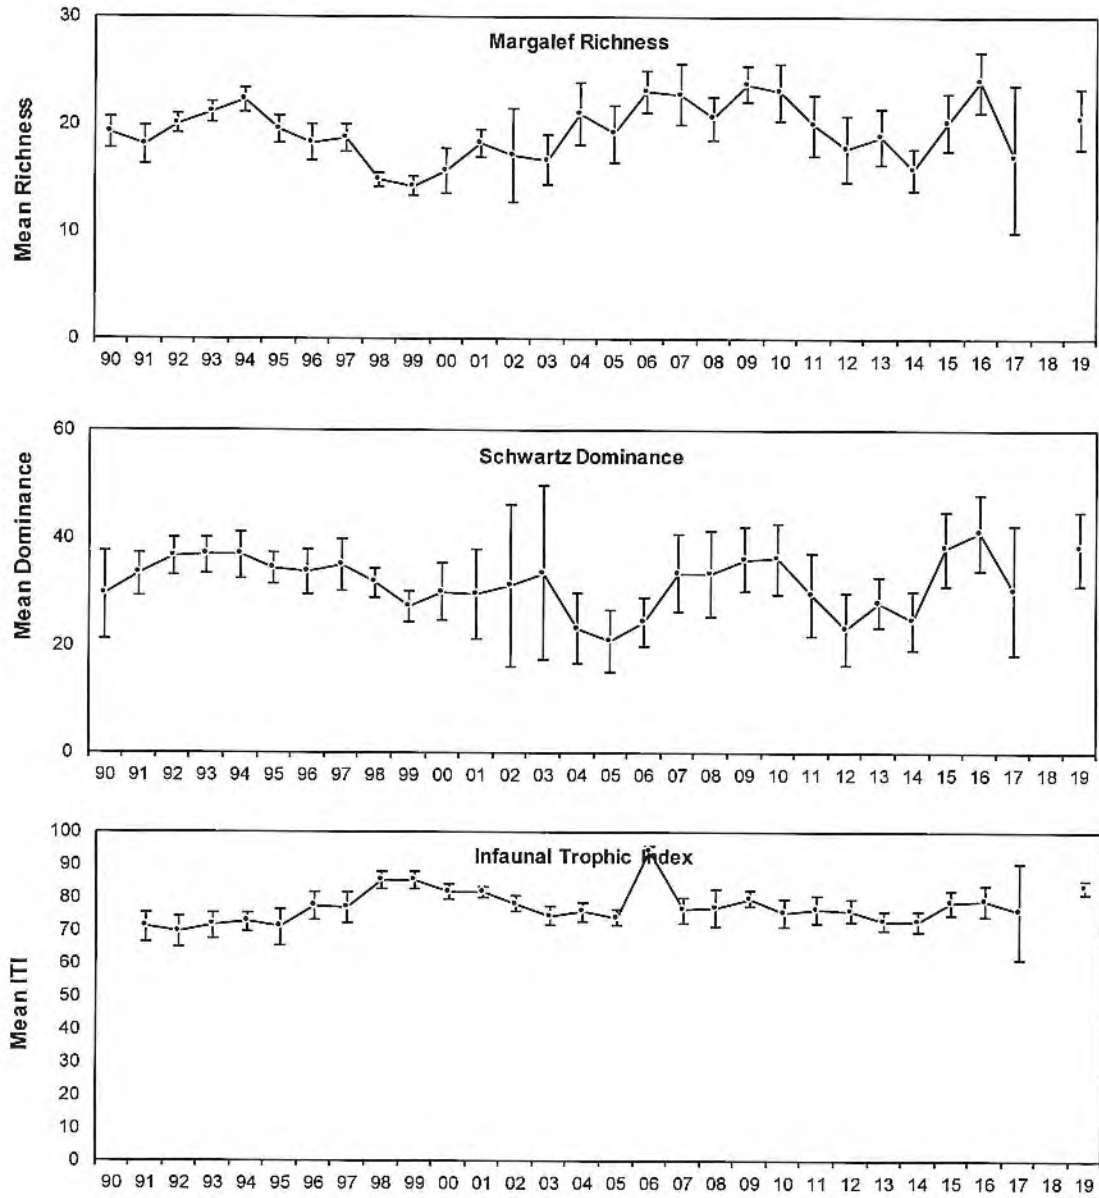 Margalef Richness
Mean Richness
30
20
10
0
90 91 92 93 94 95 96 97 98 99 00 01 02 03 04 05 06 07 08 09 10 11 12 13 14 15 16 17 18 19
Schwartz Dominance
Mean Dominance
60
40
20
0
90 91 92 93 94 95 96 97 98 99 00 01 02 03 04 05 06 07 08 09 10 11 12 13 14 15 16 17 18 19
Infaunal Trophic Index
Mean ITI
100
90
80
70
60
50
40
30
20
10
0
90 91 92 93 94 95 96 97 98 99 00 01 02 03 04 05 06 07 08 09 10 11 12 13 14 15 16 17 18 19